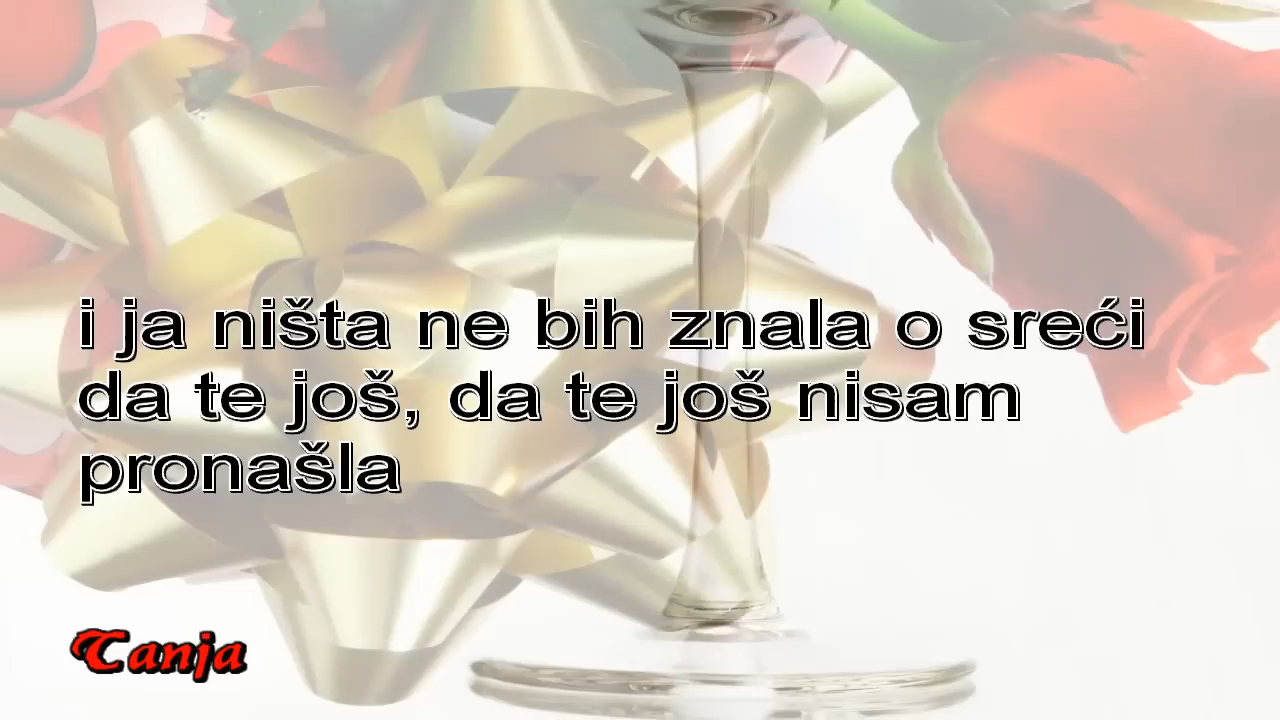 i ja ništa ne bih znala o sreći
da te još, da te još nisam
pronašla
Tanja